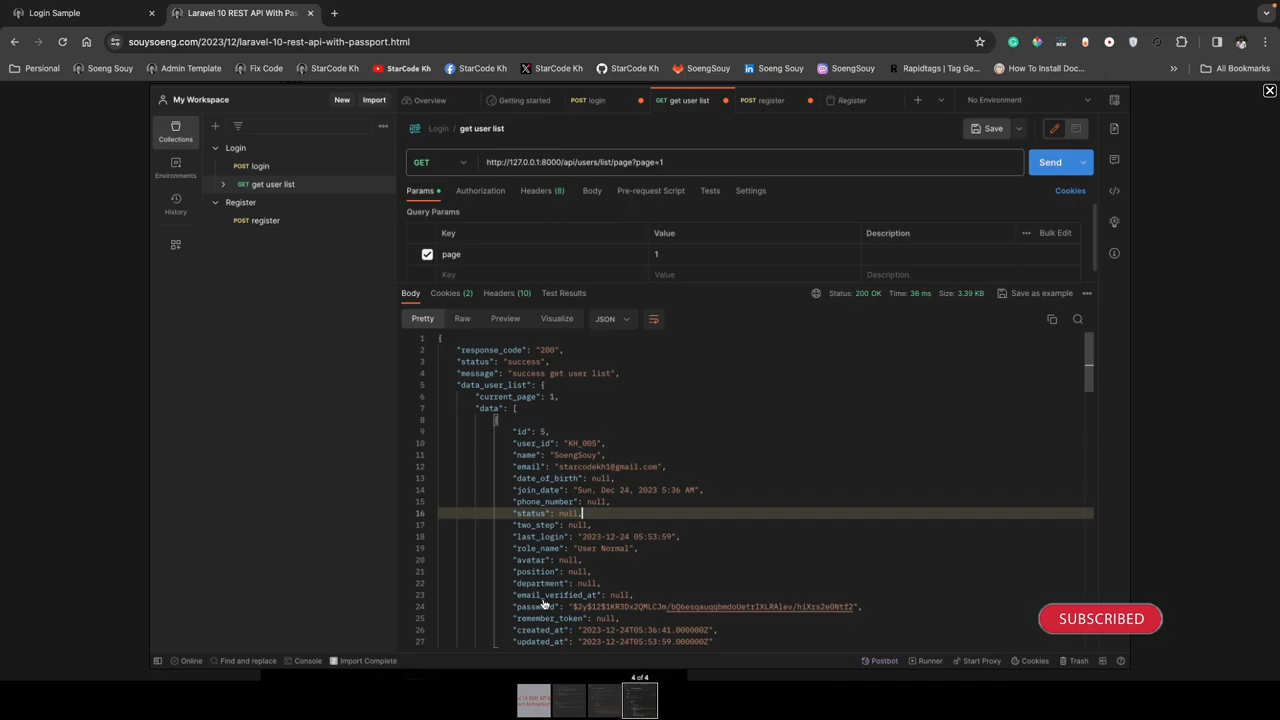 Login Sample
Laravel 10 REST API With Pas
souysoeng.com/2023/12/laravel-10-rest-api-with-passport.html
Personal
Soeng Souy
Admin Template
Fix Code
StarCode Kh
StarCode Kh
StarCode Kh
StarCode Kh
StarCode Kh
GitLab SoengSouy
Soeng Souy
SoengSouy
Rapidtags | Tag Ge...
How To Install Doc...
All Bookmarks
My Workspace
New
Import
Overview
Getting started
login
get user list
register
Register
No Environment
Collections
Environments
History
Login
POST login
GET get user list
Register
POST register
Login / get user list
Save
GET
http://127.0.0.1:8000/api/users/list/page?page=1
Send
Params
Authorization
Headers (8)
Body
Pre-request Script
Tests
Settings
Cookies
Query Params
Key
Value
Description
Bulk Edit
page
1
Key
Value
Description
Body
Cookies (2)
Headers (10)
Test Results
Status: 200 OK
Time: 36 ms
Size: 3.39 KB
Save as example
Pretty
Raw
Preview
Visualize
JSON
1 {
2 "response_code": "200",
3 "status": "success",
4 "message": "success get user list",
5 "data_user_list": {
6 "current_page": 1,
7 "data": [
8 {
9 "id": 5,
10 "user_id": "KH_005",
11 "name": "SoengSouy",
12 "email": "starcodekh1@gmail.com",
13 "date_of_birth": null,
14 "join_date": "Sun, Dec 24, 2023 5:36 AM",
15 "phone_number": null,
16 "status": null,
17 "two_step": null,
18 "last_login": "2023-12-24 05:53:59",
19 "role_name": "User Normal",
20 "avatar": null,
21 "position": null,
22 "department": null,
23 "email_verified_at": null,
24 "password": "$2y$12$1KR3Dx2QMLCJm/bQ6esqauqqbmdoUetrIXLRAlev/hiXrs2e0Ntf2",
25 "remember_token": null,
26 "created_at": "2023-12-24T05:36:41.000000Z",
27 "updated_at": "2023-12-24T05:53:59.000000Z"
SUBSCRIBED
Online
Find and replace
Console
Import Complete
Postbot
Runner
Start Proxy
Cookies
Trash
4 of 4